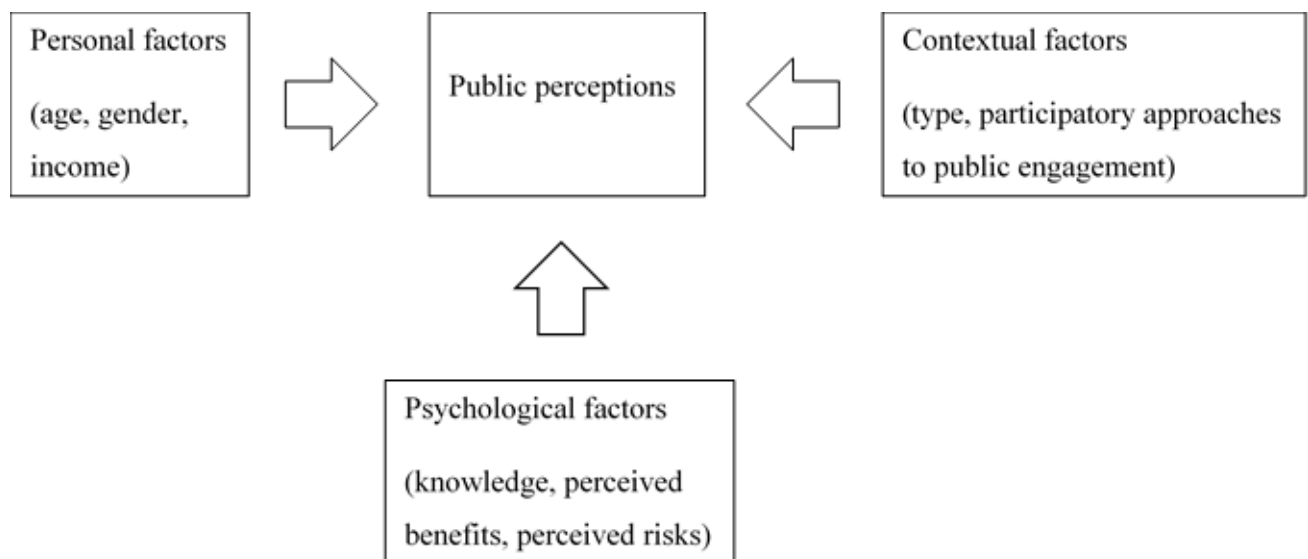 Personal factors
(age, gender,
income)
Public perceptions
Contextual factors
(type, participatory approaches
to public engagement)
Psychological factors
(knowledge, perceived
benefits, perceived risks)